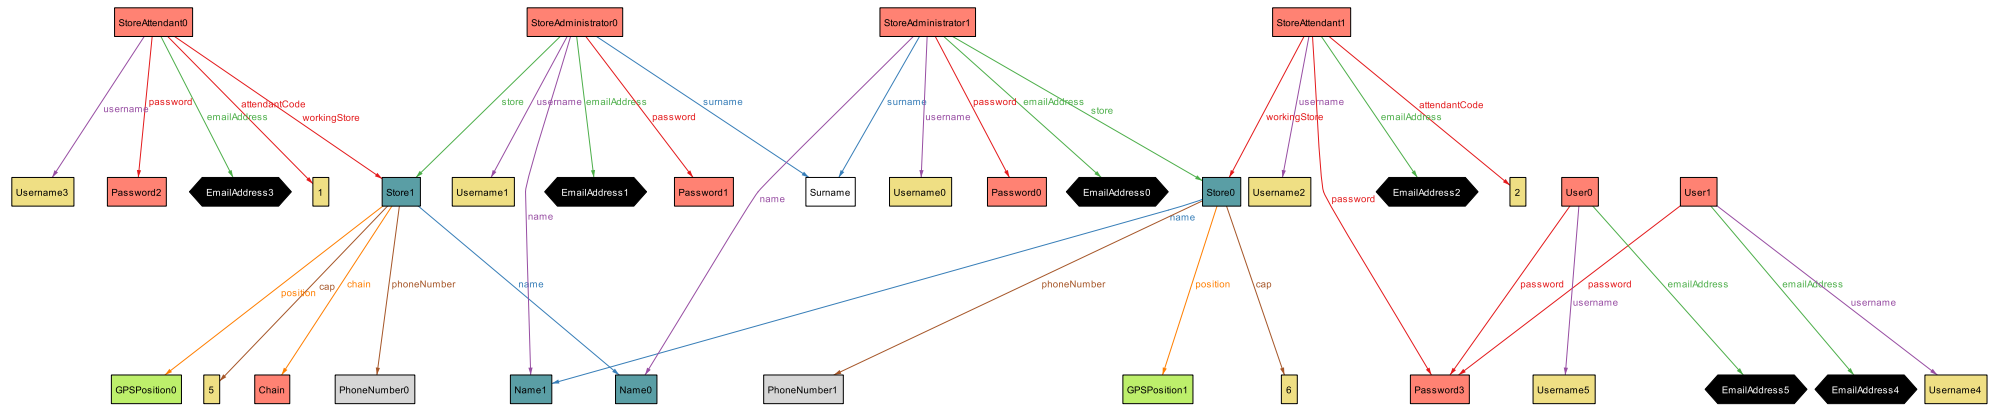 StoreAttendant0
StoreAdministrator0
StoreAdministrator1
StoreAttendant1
username
password
emailAddress
attendantCode
workingStore
store
username
emailAddress
password
surname
name
surname
username
password
emailAddress
store
workingStore
username
emailAddress
attendantCode
password
name
name
Username3
Password2
EmailAddress3
1
Store1
Username1
EmailAddress1
Password1
Surname
Username0
Password0
EmailAddress0
Store0
Username2
EmailAddress2
2
User0
User1
position
cap
chain
phoneNumber
name
phoneNumber
position
cap
password
username
password
emailAddress
emailAddress
username
GPSPosition0
5
Chain
PhoneNumber0
Name1
Name0
PhoneNumber1
GPSPosition1
6
Password3
Username5
EmailAddress5
EmailAddress4
Username4